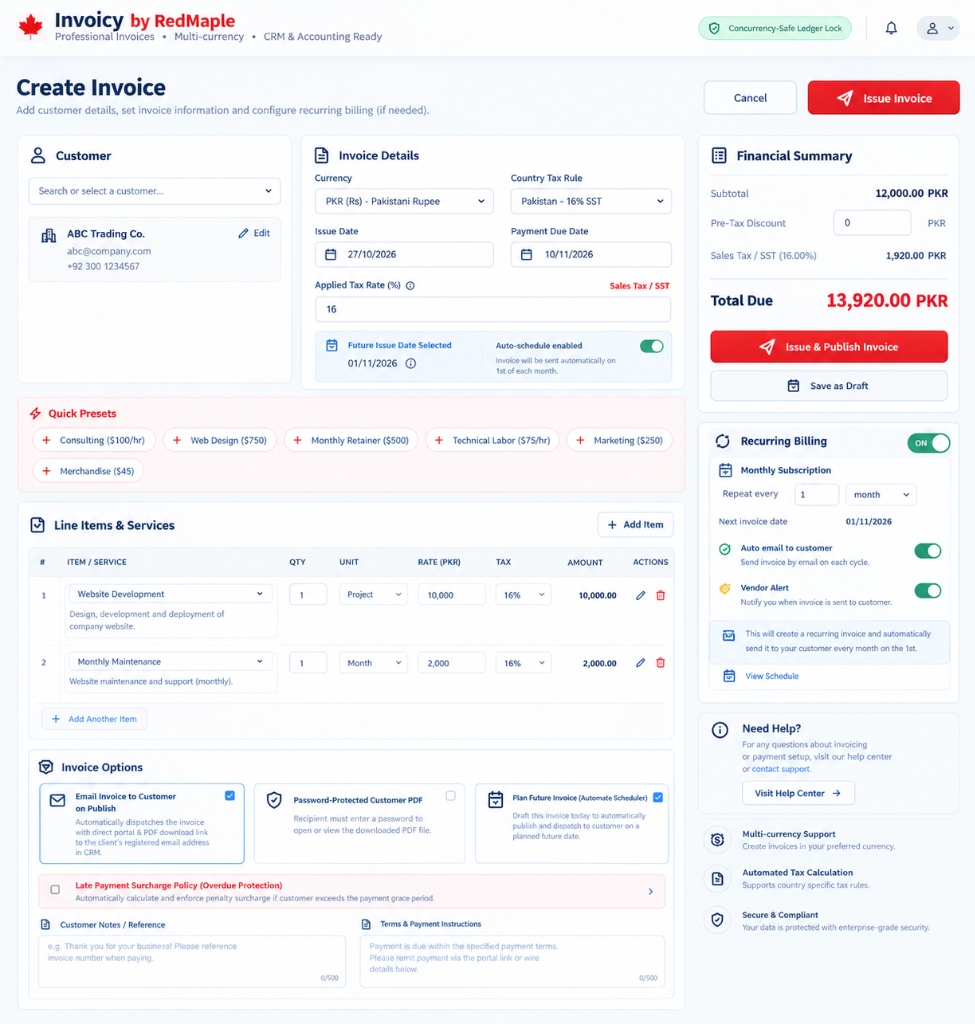 Invoicy by RedMaple
Professional Invoices • Multi-currency • CRM & Accounting Ready
Concurrency-Safe Ledger Lock
Create Invoice
Add customer details, set invoice information and configure recurring billing (if needed).
Cancel
Issue Invoice
Customer
Search or select a customer...
ABC Trading Co.
Edit
abc@company.com
+92 300 1234567
Invoice Details
Currency
Country Tax Rule
PKR (Rs) - Pakistani Rupee
Pakistan - 16% SST
Issue Date
Payment Due Date
27/10/2026
10/11/2026
Applied Tax Rate (%)
Sales Tax / SST
16
Future Issue Date Selected
01/11/2026
Auto-schedule enabled
Invoice will be sent automatically on
1st of each month.
Financial Summary
Subtotal
12,000.00 PKR
Pre-Tax Discount
0
PKR
Sales Tax / SST (16.00%)
1,920.00 PKR
Total Due
13,920.00 PKR
Issue & Publish Invoice
Save as Draft
Quick Presets
+ Consulting ($100/hr)
+ Web Design ($750)
+ Monthly Retainer ($500)
+ Technical Labor ($75/hr)
+ Marketing ($250)
+ Merchandise ($45)
Recurring Billing
ON
Monthly Subscription
Repeat every
1
month
Next invoice date
01/11/2026
Auto email to customer
Send invoice by email on each cycle.
Vendor Alert
Notify you when invoice is sent to customer.
This will create a recurring invoice and automatically
send it to your customer every month on the 1st.
View Schedule
Line Items & Services
+ Add Item
# ITEM / SERVICE QTY UNIT RATE (PKR) TAX AMOUNT ACTIONS
1 Website Development 1 Project 10,000 16% 10,000.00
Design, development and deployment of
company website.
2 Monthly Maintenance 1 Month 2,000 16% 2,000.00
Website maintenance and support (monthly).
+ Add Another Item
Invoice Options
Email Invoice to Customer
on Publish
Automatically dispatches the invoice
with direct portal & PDF download link
to the client's registered email address
in CRM.
Password-Protected Customer PDF
Recipient must enter a password to
open or view the downloaded PDF file.
Plan Future Invoice (Automate Scheduler)
Draft this invoice today to automatically
publish and dispatch to customer on a
planned future date.
Late Payment Surcharge Policy (Overdue Protection)
Automatically calculate and enforce penalty surcharge if customer exceeds the payment grace period.
Customer Notes / Reference
e.g. Thank you for your business! Please reference
invoice number when paying.
0/500
Terms & Payment Instructions
Payment is due within the specified payment terms.
Please remit payment via the portal link or wire
details below.
0/500
Need Help?
For any questions about invoicing
or payment setup, visit our help center
or contact support.
Visit Help Center →
Multi-currency Support
Create invoices in your preferred currency.
Automated Tax Calculation
Supports country specific tax rules.
Secure & Compliant
Your data is protected with enterprise-grade security.